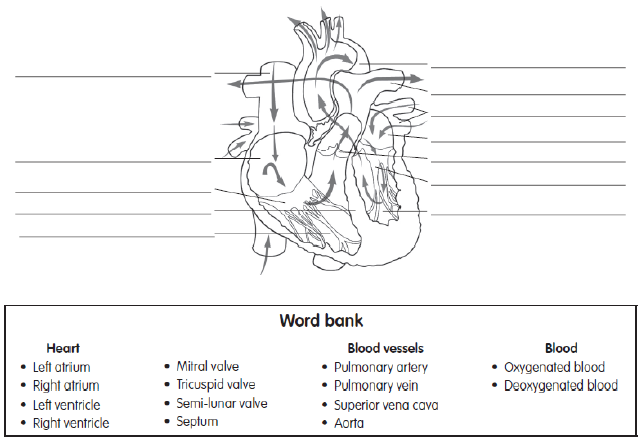 Word bank
Heart
• Left atrium
• Right atrium
• Left ventricle
• Right ventricle
• Mitral valve
• Tricuspid valve
• Semi-lunar valve
• Septum
Blood vessels
• Pulmonary artery
• Pulmonary vein
• Superior vena cava
• Aorta
Blood
• Oxygenated blood
• Deoxygenated blood